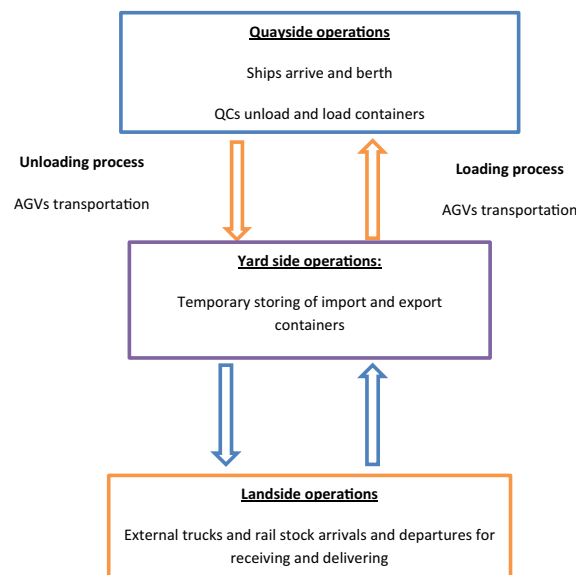 Quayside operations
Ships arrive and berth
QCs unload and load containers
Unloading process
AGVs transportation
Loading process
AGVs transportation
Yard side operations:
Temporary storing of import and export
containers
Landside operations
External trucks and rail stock arrivals and departures for
receiving and delivering